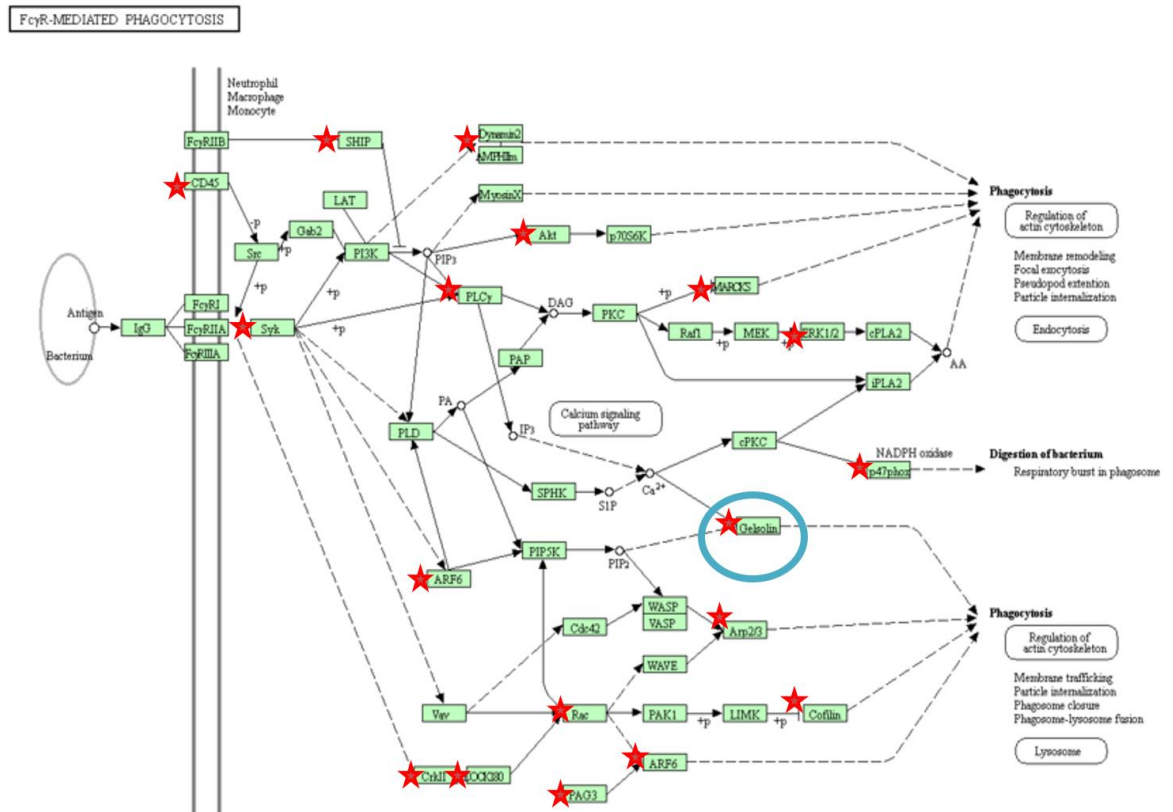 FcγR-MEDIATED PHAGOCYTOSIS
Neutrophil
Macrophage
Monocyte
FcγRIIB
SHIP
Dynamin2
AMPHIIm
CD45
LAT
MyosinX
Phagocytosis
-p
Gab2
Akt
p70S6K
Regulation of
actin cytoskeleton
Src
+p
PI3K
PIP3
Membrane remodeling
Focal exocytosis
Pseudopod extention
Particle internalization
+p
+p
PLCγ
DAG
MARCKS
+p
Antigen
FcγRI
IgG
FcγRIIA
Syk
+p
PKC
Raf1
+p
MEK
+p
ERK1/2
cPLA2
Endocytosis
Bacterium
FcγRIIIA
PAP
AA
iPLA2
PA
Calcium signaling
pathway
PLD
IP3
cPKC
NADPH oxidase
p47phox
Digestion of bacterium
Respiratory burst in phagosome
SPHK
S1P
Ca2+
Gelsolin
PIP5K
PIP2
ARF6
WASP
VASP
Cdc42
Arp2/3
Phagocytosis
Regulation of
actin cytoskeleton
WAVE
Membrane trafficking
Particle internalization
Phagosome closure
Phagosome-lysosome fusion
Vav
Rac
PAK1
+p
LIMK
+p
Cofilin
Lysosome
CrkII
ARF6
PAG3